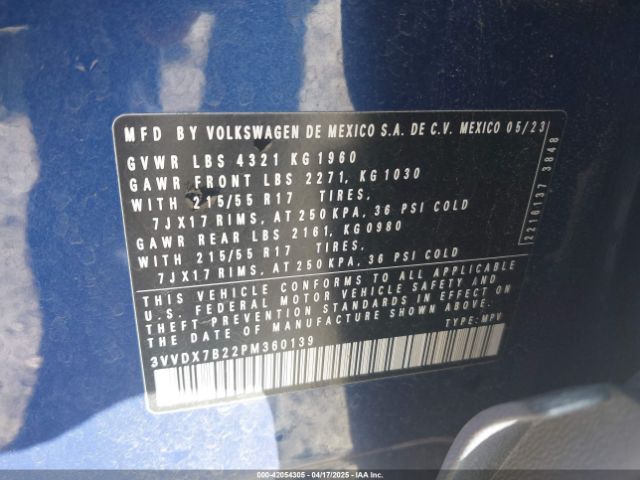 MFD BY VOLKSWAGEN DE MEXICO S.A. DE C.V. MEXICO 05/23
GVWR LBS 4321 KG 1960
GAWR FRONT LBS 2271, KG 1030
WITH 215/55 R17 TIRES,
7JX17 RIMS, AT 250 KPA, 36 PSI COLD
GAWR REAR LBS 2161, KG 0980
WITH 215/55 R17 TIRES,
7JX17 RIMS, AT 250 KPA, 36 PSI COLD
THIS VEHICLE CONFORMS TO ALL APPLICABLE
U.S. FEDERAL MOTOR VEHICLE SAFETY AND
THEFT PREVENTION STANDARDS IN EFFECT ON
THE DATE OF MANUFACTURE SHOWN ABOVE.
3VVDX7B22PM360139 TYPE: MPV
2216137 3848
000-42054305 - 04/17/2025 - IAA Inc.